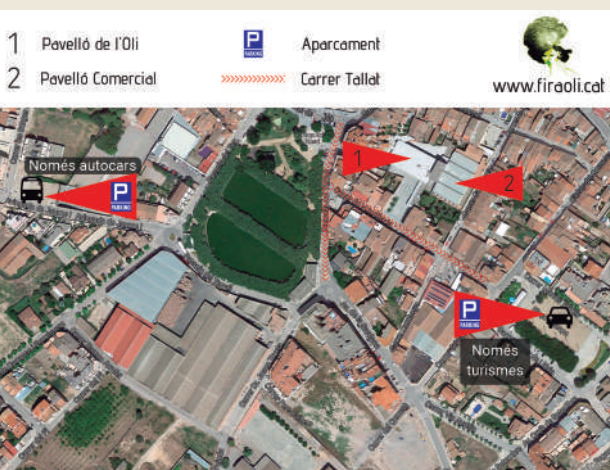 1 Pavelló de l'Oli
P
PARKING
Aparcament
2 Pavelló Comercial
Carrer Tallat
www.firaoli.cat
Només autocars
P
PARKING
1
2
P
PARKING
Només
turismes